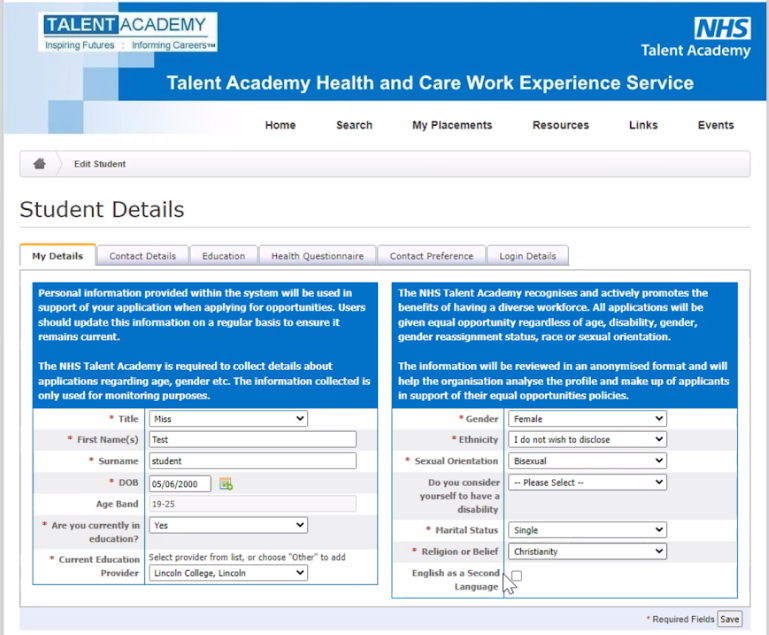 TALENT ACADEMY
Inspiring Futures : Informing Careers™
NHS
Talent Academy
Talent Academy Health and Care Work Experience Service
Home Search My Placements Resources Links Events
Edit Student
Student Details
My Details Contact Details Education Health Questionnaire Contact Preference Login Details
Personal information provided within the system will be used in
support of your application when applying for opportunities. Users
should update this information on a regular basis to ensure it
remains current.
The NHS Talent Academy is required to collect details about
applications regarding age, gender etc. The information collected is
only used for monitoring purposes.
* Title Miss
* First Name(s) Test
* Surname student
* DOB 05/06/2000
Age Band 19-25
* Are you currently in Yes
education?
* Current Education Select provider from list, or choose "Other" to add
Provider Lincoln College, Lincoln
The NHS Talent Academy recognises and actively promotes the
benefits of having a diverse workforce. All applications will be
given equal opportunity regardless of age, disability, gender,
gender reassignment status, race or sexual orientation.
The information will be reviewed in an anonymised format and will
help the organisation analyse the profile and make up of applicants
in support of their equal opportunities policies.
* Gender Female
* Ethnicity I do not wish to disclose
* Sexual Orientation Bisexual
Do you consider -- Please Select --
yourself to have a
disability
* Marital Status Single
* Religion or Belief Christianity
English as a Second
Language
* Required Fields Save